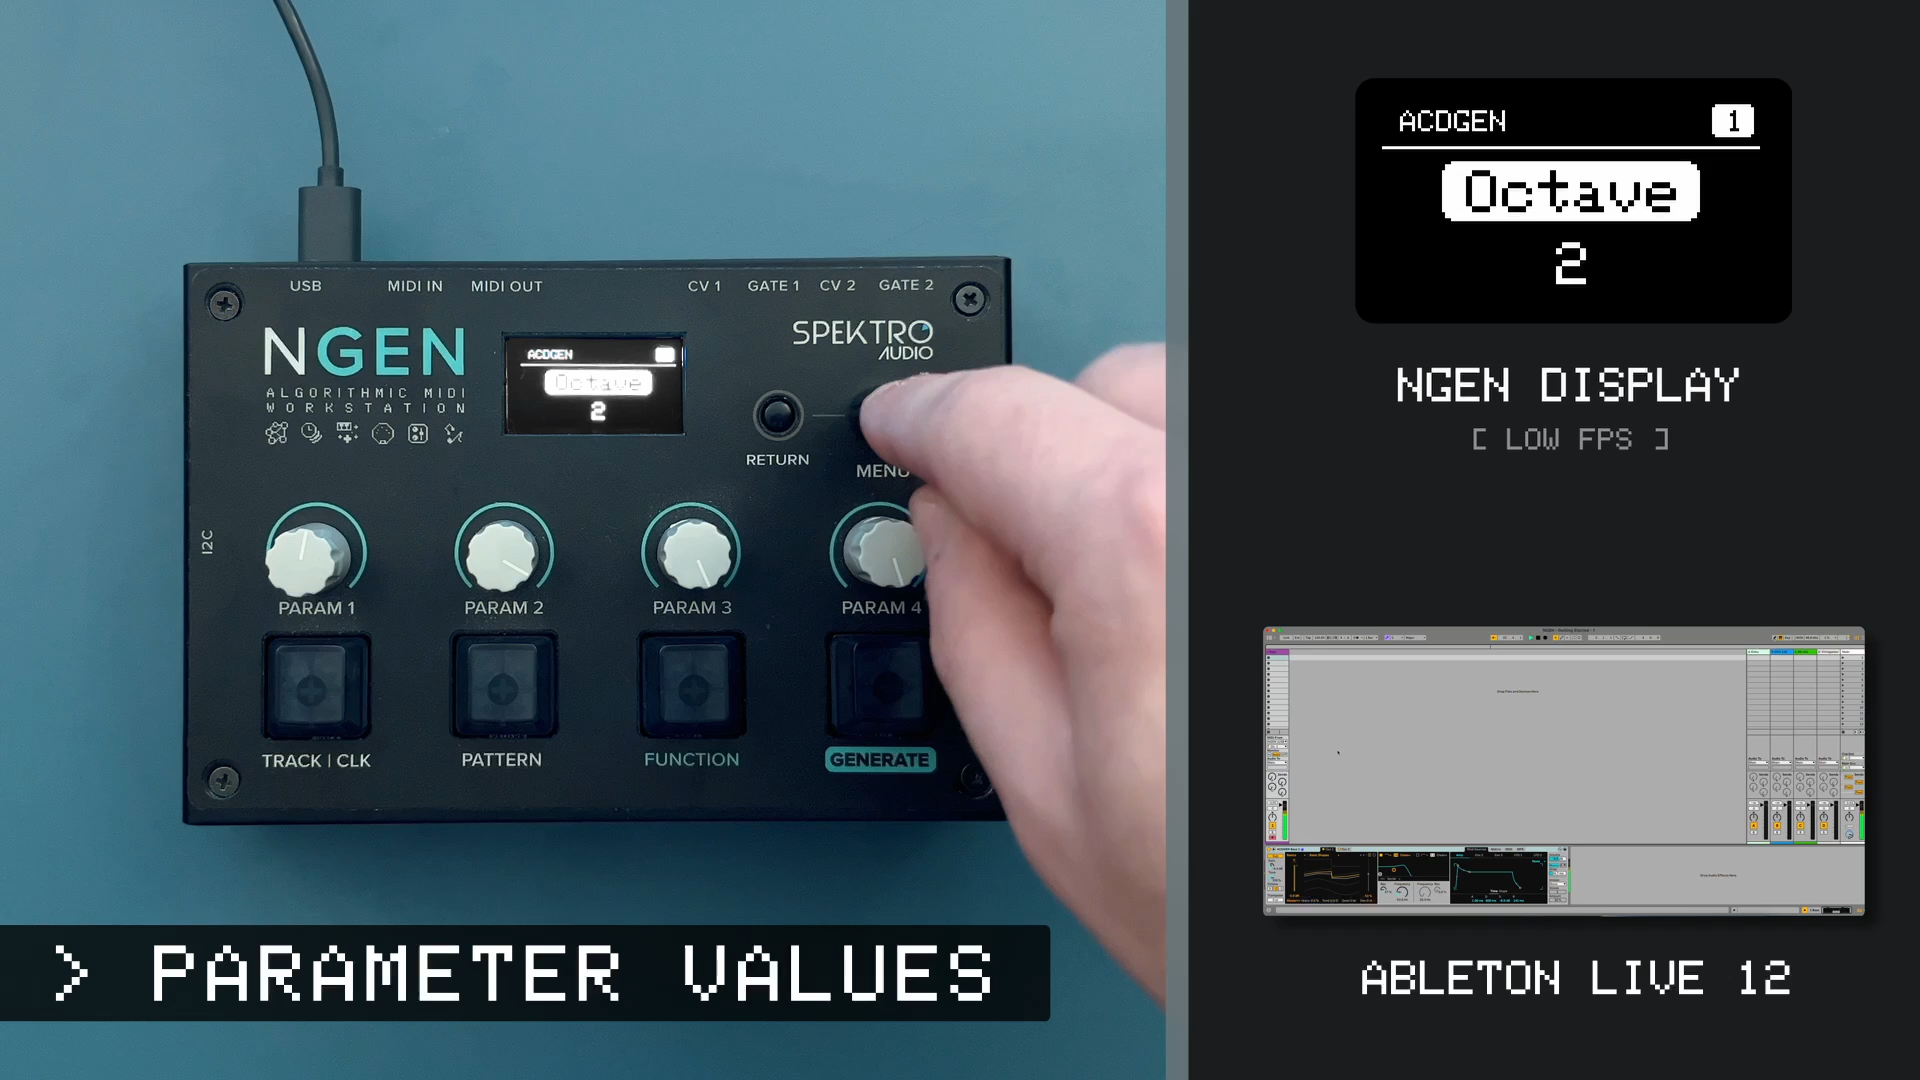 USB MIDI IN MIDI OUT CV 1 GATE 1 CV 2 GATE 2
NGEN
ALGORITHMIC MIDI
WORKSTATION
ACDGEN
Octave
2
SPEKTRO
AUDIO
RETURN
MENU
I2C
PARAM 1 PARAM 2 PARAM 3 PARAM 4
TRACK | CLK PATTERN FUNCTION GENERATE
> PARAMETER VALUES
ACDGEN 1
Octave
2
NGEN DISPLAY
[ LOW FPS ]
ABLETON LIVE 12